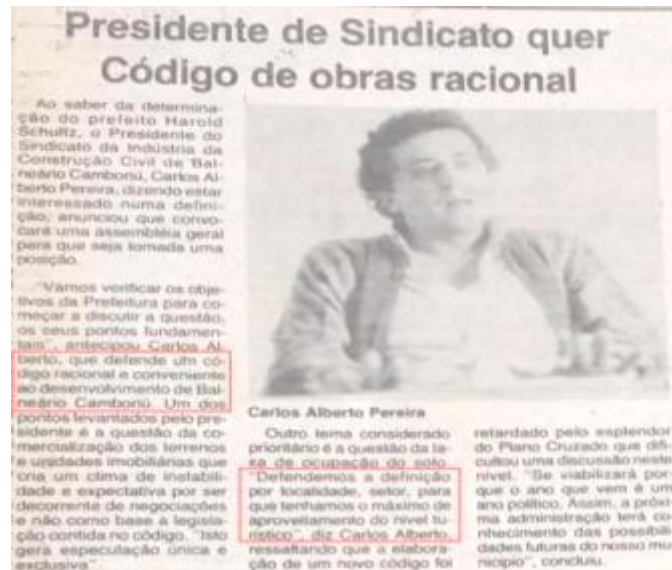 Presidente de Sindicato quer
Código de obras racional
Ao saber da determina-
ção do prefeito Harold
Schultz, o Presidente do
Sindicato da Indústria da
Construção Civil de Bal-
neário Camboriú, Carlos Al-
berto Pereira, dizendo estar
interessado numa defini-
ção, anunciou que convo-
cará uma assembléia geral
para que seja tomada uma
posição.
"Vamos verificar os obje-
tivos da Prefeitura para co-
meçar a discutir a questão,
os seus pontos fundamen-
tais", antecipou Carlos Al-
berto, que defende um có-
digo racional e conveniente
ao desenvolvimento de Bal-
neário Camboriú. Um dos
pontos levantados pelo pre-
sidente é a questão da co-
mercialização dos terrenos
e unidades imobiliárias que
cria um clima de instabili-
dade e expectativa por ser
decorrente de negociações
e não como base a legisla-
ção contida no código. "Isto
gera especulação única e
exclusiva"
Carlos Alberto Pereira
Outro tema considerado
prioritário é a questão da ta-
xa de ocupação do solo.
"Defendemos a definição
por localidade, setor, para
que tenhamos o máximo de
aproveitamento do nível tu-
rístico", diz Carlos Alberto,
ressaltando que a elabora-
ção de um novo código foi
retardado pelo esplendor
do Plano Cruzado que difi-
cultou uma discussão neste
nível. "Se viabilizará por
que o ano que vem é um
ano político. Assim, a próxi-
ma administração terá co-
nhecimento das possibili-
dades futuras do nosso mu-
nicípio", concluiu.